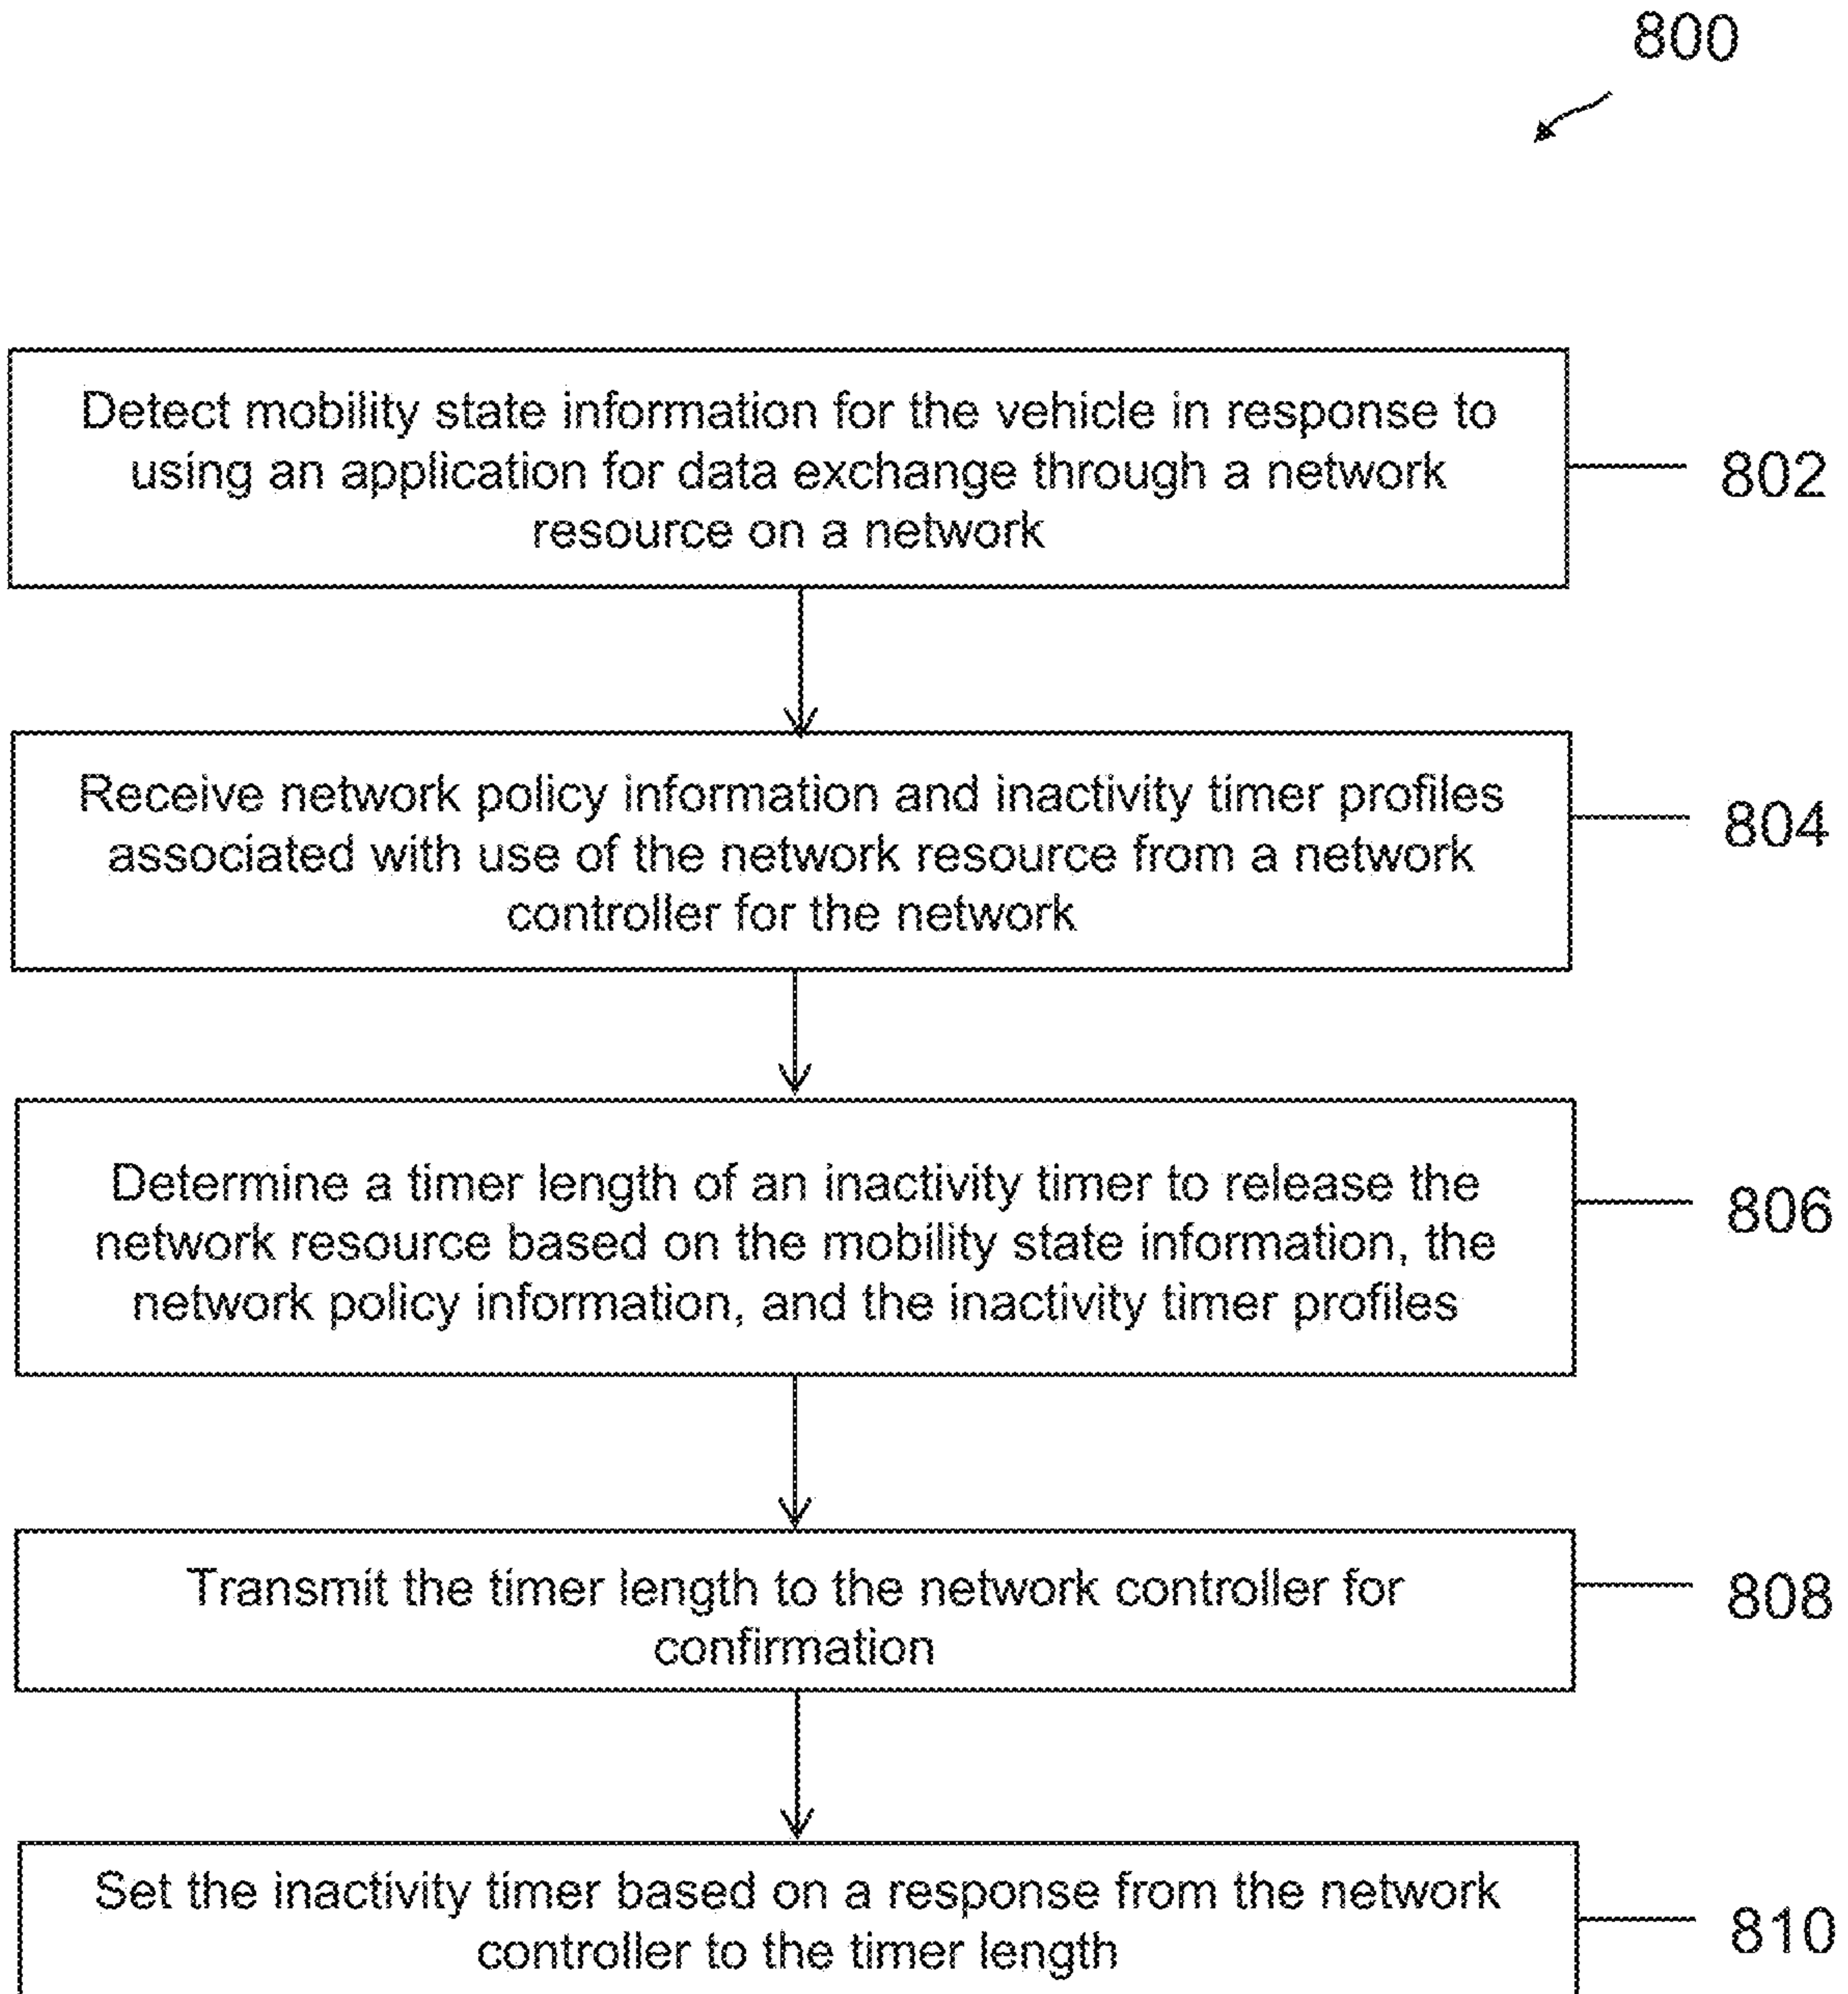 800
Detect mobility state information for the vehicle in response to
using an application for data exchange through a network
resource on a network
802
Receive network policy information and inactivity timer profiles
associated with use of the network resource from a network
controller for the network
804
Determine a timer length of an inactivity timer to release the
network resource based on the mobility state information, the
network policy information, and the inactivity timer profiles
806
Transmit the timer length to the network controller for
confirmation
808
Set the inactivity timer based on a response from the network
controller to the timer length
810